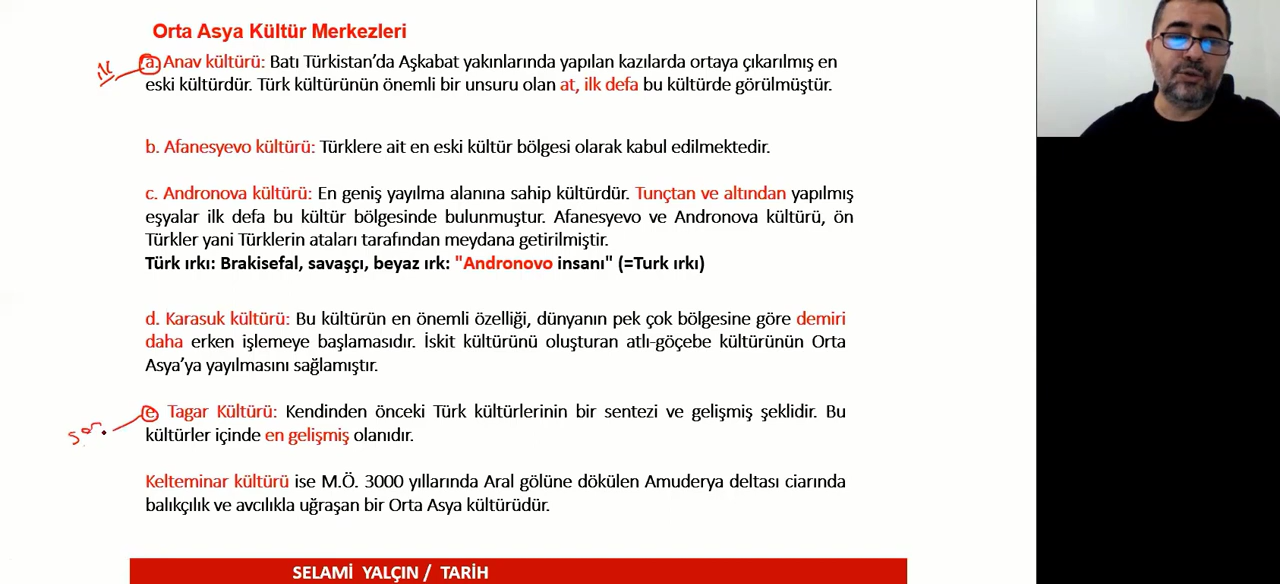 Orta Asya Kültür Merkezleri
ilk
a. Anav kültürü: Batı Türkistan’da Aşkabat yakınlarında yapılan kazılarda ortaya çıkarılmış en
eski kültürdür. Türk kültürünün önemli bir unsuru olan at, ilk defa bu kültürde görülmüştür.
b. Afanesyevo kültürü: Türklere ait en eski kültür bölgesi olarak kabul edilmektedir.
c. Andronova kültürü: En geniş yayılma alanına sahip kültürdür. Tunçtan ve altından yapılmış
eşyalar ilk defa bu kültür bölgesinde bulunmuştur. Afanesyevo ve Andronova kültürü, ön
Türkler yani Türklerin ataları tarafından meydana getirilmiştir.
Türk ırkı: Brakisefal, savaşçı, beyaz ırk: "Andronovo insanı" (=Turk ırkı)
d. Karasuk kültürü: Bu kültürün en önemli özelliği, dünyanın pek çok bölgesine göre demiri
daha erken işlemeye başlamasıdır. İskit kültürünü oluşturan atlı-göçebe kültürünün Orta
Asya’ya yayılmasını sağlamıştır.
e. Tagar Kültürü: Kendinden önceki Türk kültürlerinin bir sentezi ve gelişmiş şeklidir. Bu
son
kültürler içinde en gelişmiş olanıdır.
Kelteminar kültürü ise M.Ö. 3000 yıllarında Aral gölüne dökülen Amuderya deltası ciarında
balıkçılık ve avcılıkla uğraşan bir Orta Asya kültürüdür.
SELAMİ YALÇIN / TARİH